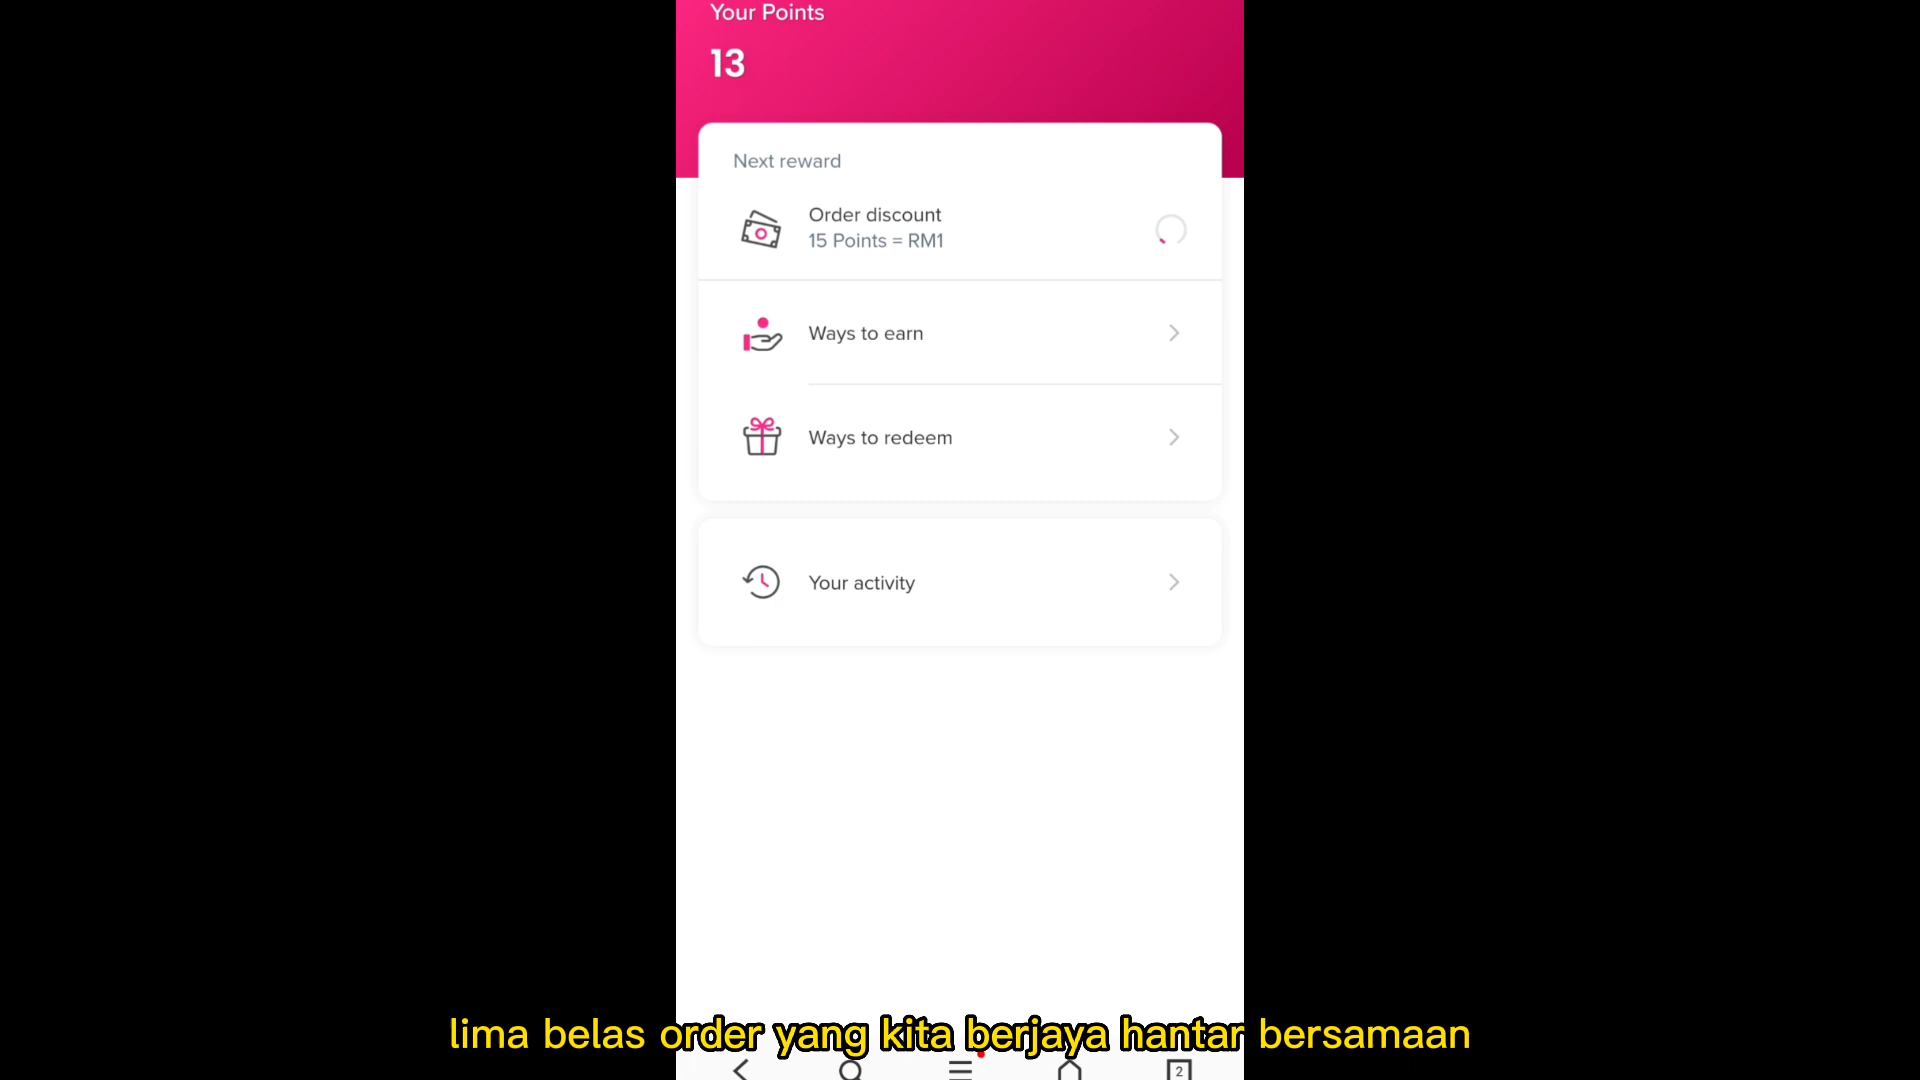 Your Points
13
Next reward
Order discount
15 Points = RM1
Ways to earn
Ways to redeem
Your activity
lima belas order yang kita berjaya hantar bersamaan
2